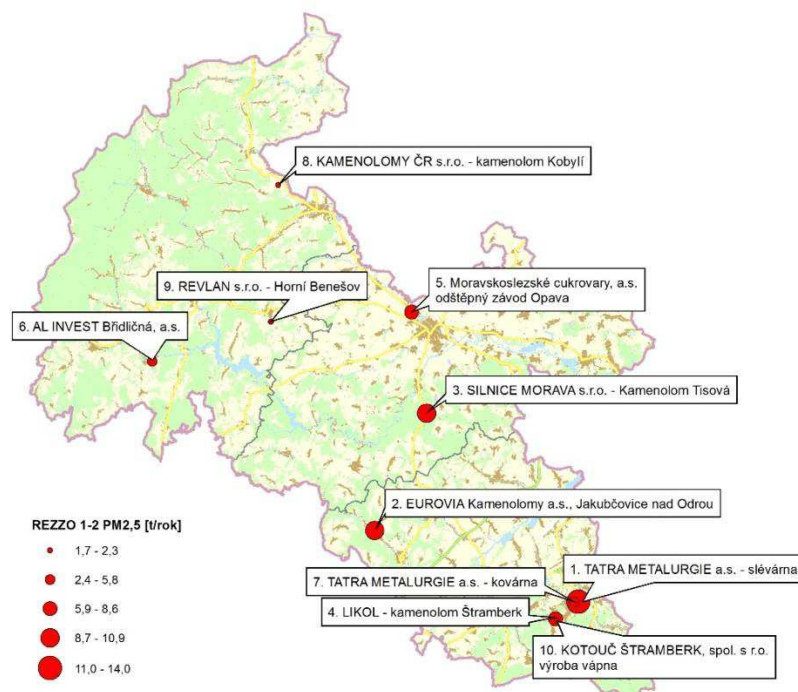 8. KAMENOLOMY ČR s.r.o. - kamenolom Kobylí
9. REVLAN s.r.o. - Horní Benešov
5. Moravskoslezské cukrovary, a.s.
odštěpný závod Opava
6. AL INVEST Břidličná, a.s.
3. SILNICE MORAVA s.r.o. - Kamenolom Tisová
2. EUROVIA Kamenolomy a.s., Jakubčovice nad Odrou
REZZO 1-2 PM2,5 [t/rok]
1,7 - 2,3
2,4 - 5,8
5,9 - 8,6
8,7 - 10,9
11,0 - 14,0
7. TATRA METALURGIE a.s. - kovárna
1. TATRA METALURGIE a.s. - slévárna
4. LIKOL - kamenolom Štramberk
10. KOTOUČ ŠTRAMBERK, spol. s r.o.
výroba vápna